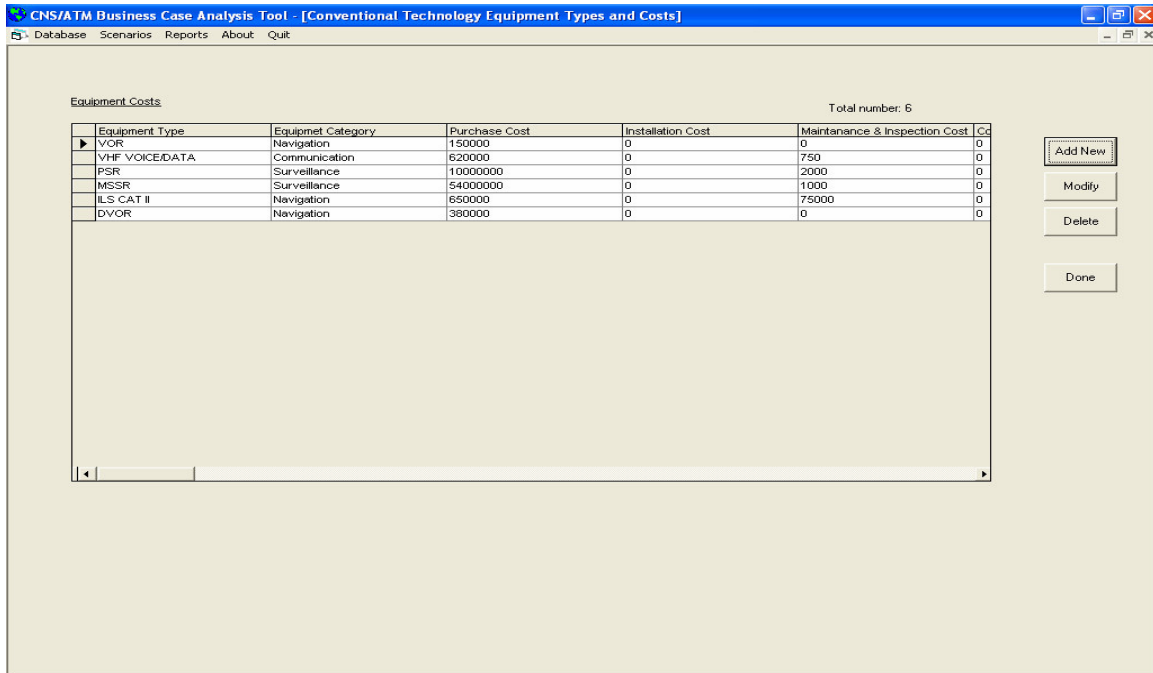 CNS/ATM Business Case Analysis Tool - [Conventional Technology Equipment Types and Costs]
Database Scenarios Reports About Quit
Equipment Costs
Total number: 6
Equipment Type Equipmet Category Purchase Cost Installation Cost Maintanance & Inspection Cost Co
VOR Navigation 150000 0 0 0
VHF VOICE/DATA Communication 620000 0 750 0
PSR Surveillance 10000000 0 2000 0
MSSR Surveillance 54000000 0 1000 0
ILS CAT II Navigation 650000 0 75000 0
DVOR Navigation 380000 0 0 0
Add New
Modify
Delete
Done